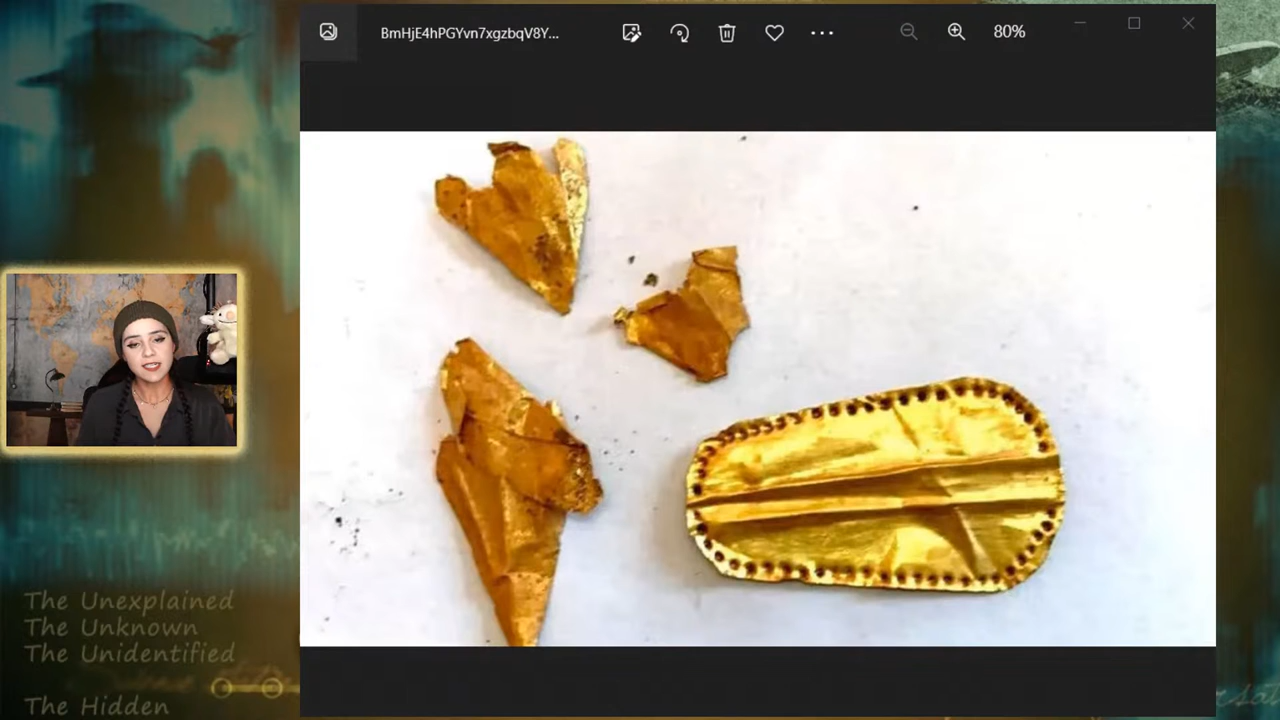 BmHjE4hPGYvn7xgzbqV8Y...
80%
The Unexplained
The Unknown
The Unidentified
The Hidden